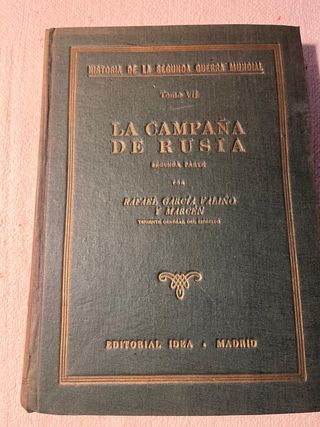 HISTORIA DE LA SEGUNDA GUERRA MUNDIAL
Tomo VII
LA CAMPAÑA
DE RUSIA
SEGUNDA PARTE
POR
RAFAEL GARCÍA VALIÑO
Y MARCÉN
TENIENTE GENERAL DEL EJERCITO
EDITORIAL IDEA . MADRID